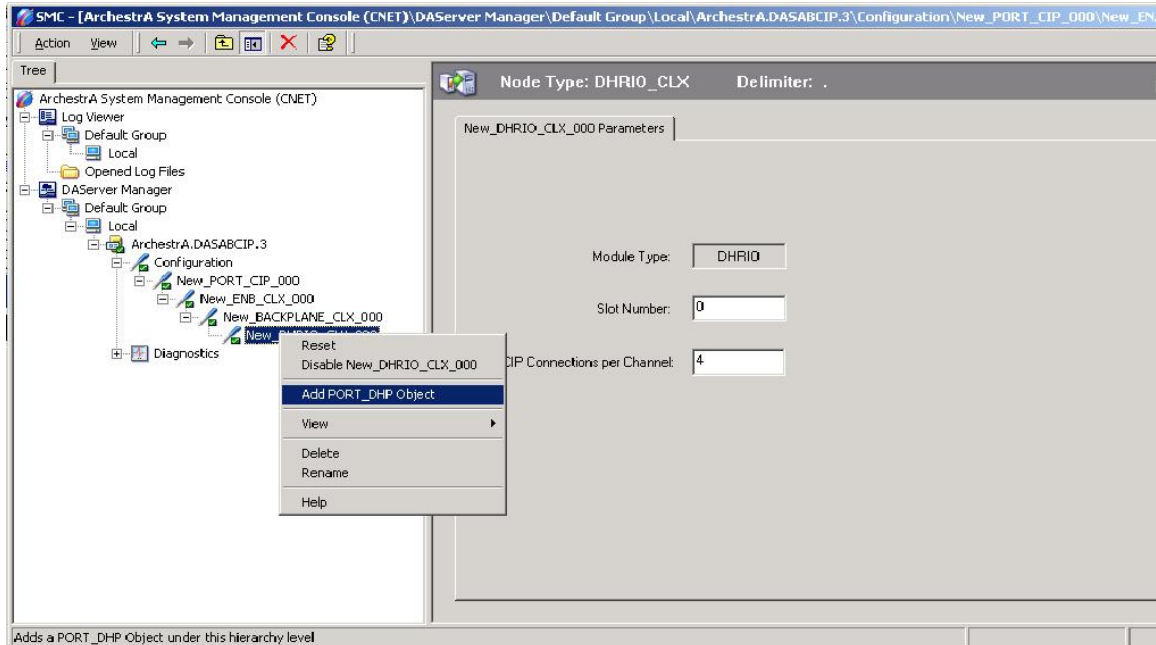 SMC - [ArchestrA System Management Console (CNET)\DAServer Manager\Default Group\Local\ArchestrA.DASABCIP.3\Configuration\New_PORT_CIP_000\New_EN
Action View
Tree
ArchestrA System Management Console (CNET)
Log Viewer
Default Group
Local
Opened Log Files
DAServer Manager
Default Group
Local
ArchestrA.DASABCIP.3
Configuration
New_PORT_CIP_000
New_ENB_CLX_000
New_BACKPLANE_CLX_000
Diagnostics
Reset
Disable New_DHRIO_CLX_000
Add PORT_DHP Object
View
Delete
Rename
Help
Node Type: DHRIO_CLX Delimiter: .
New_DHRIO_CLX_000 Parameters
Module Type: DHRIO
Slot Number: 0
CIP Connections per Channel: 4
Adds a PORT_DHP Object under this hierarchy level